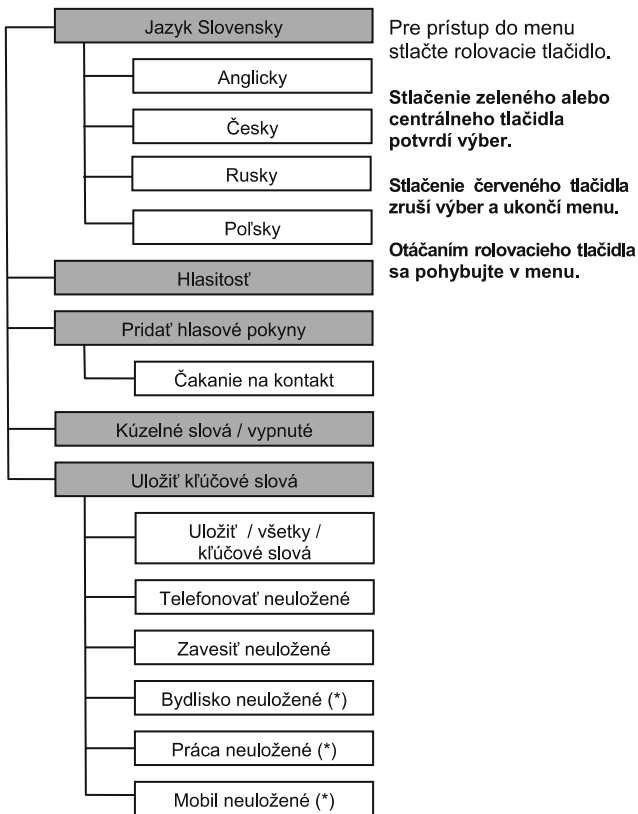 Jazyk Slovensky
Anglicky
Česky
Rusky
Poľsky
Hlasitosť
Pridať hlasové pokyny
Čakanie na kontakt
Kúzelné slová / vypnuté
Uložiť kľúčové slová
Uložiť / všetky /
kľúčové slová
Telefonovať neuložené
Zavesiť neuložené
Bydlisko neuložené (*)
Práca neuložené (*)
Mobil neuložené (*)
Pre prístup do menu
stlačte rolovacie tlačidlo.
Stlačenie zeleného alebo
centrálneho tlačidla
potvrdí výber.
Stlačenie červeného tlačidla
zruší výber a ukončí menu.
Otáčaním rolovacieho tlačidla
sa pohybujte v menu.